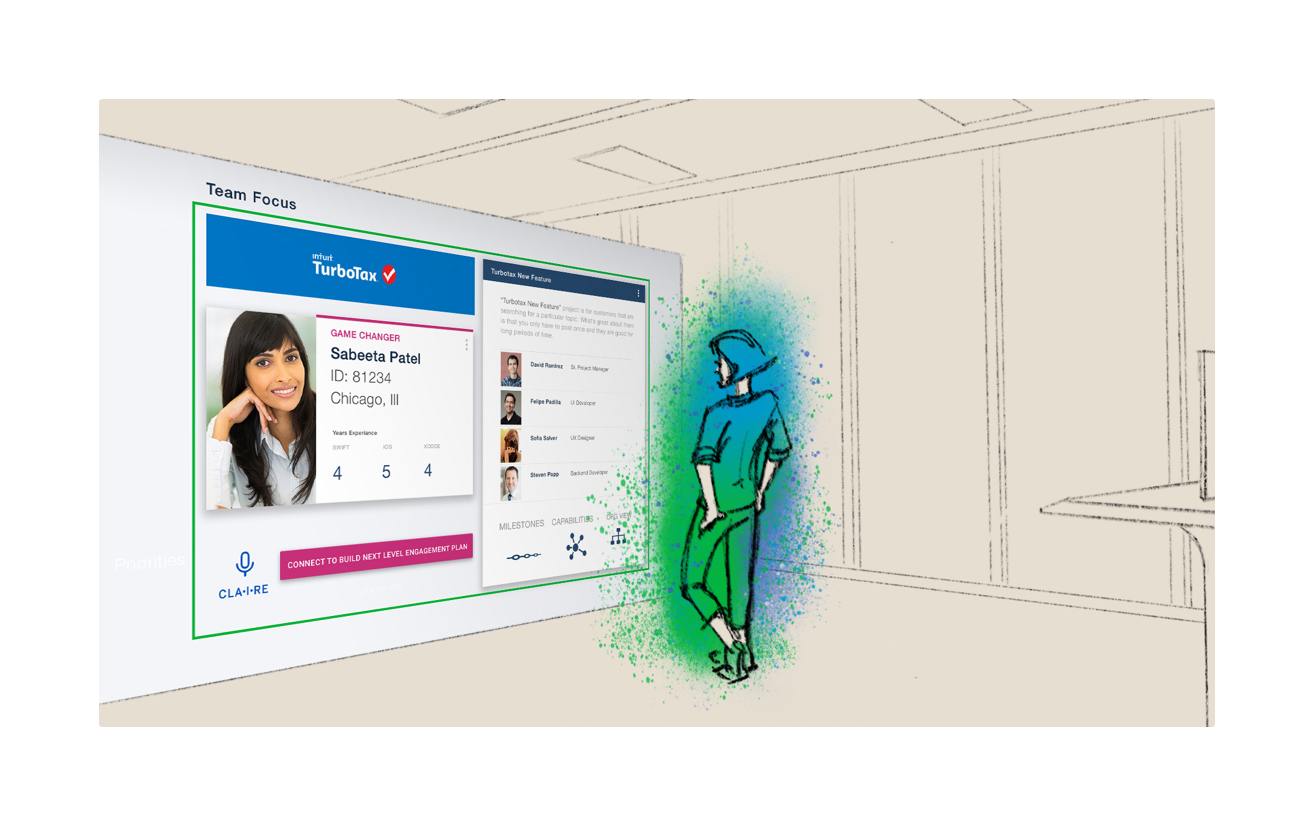 Team Focus
intuit
TurboTax
GAME CHANGER
Sabeeta Patel
ID: 81234
Chicago, Ill
Years Experience
SWIFT IOS XCODE
4 5 4
Priorities
CLA•I•RE
CONNECT TO BUILD NEXT LEVEL ENGAGEMENT PLAN
Turbotax New Feature
"Turbotax New Feature" project is for customers that are
searching for a particular topic. What's great about them
is that you only have to post once and they are good for
long periods of time.
David Ramirez Sr. Project Manager
Felipe Padilla UI Developer
Sofia Salver UX Designer
Steven Popp Backend Developer
MILESTONES CAPABILITIES ORG VIEW